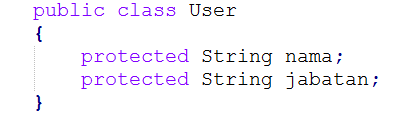 public class User
{
    protected String nama;
    protected String jabatan;
}